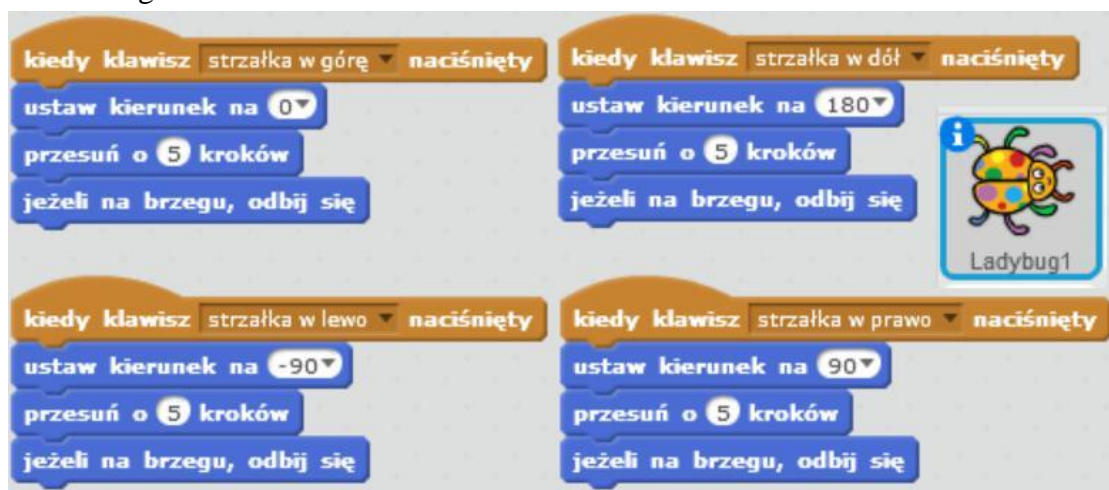 kiedy klawisz strzałka w górę naciśnięty
ustaw kierunek na 0
przesuń o 5 kroków
jeżeli na brzegu, odbij się
kiedy klawisz strzałka w dół naciśnięty
ustaw kierunek na 180
przesuń o 5 kroków
jeżeli na brzegu, odbij się
i
Ladybug1
kiedy klawisz strzałka w lewo naciśnięty
ustaw kierunek na -90
przesuń o 5 kroków
jeżeli na brzegu, odbij się
kiedy klawisz strzałka w prawo naciśnięty
ustaw kierunek na 90
przesuń o 5 kroków
jeżeli na brzegu, odbij się